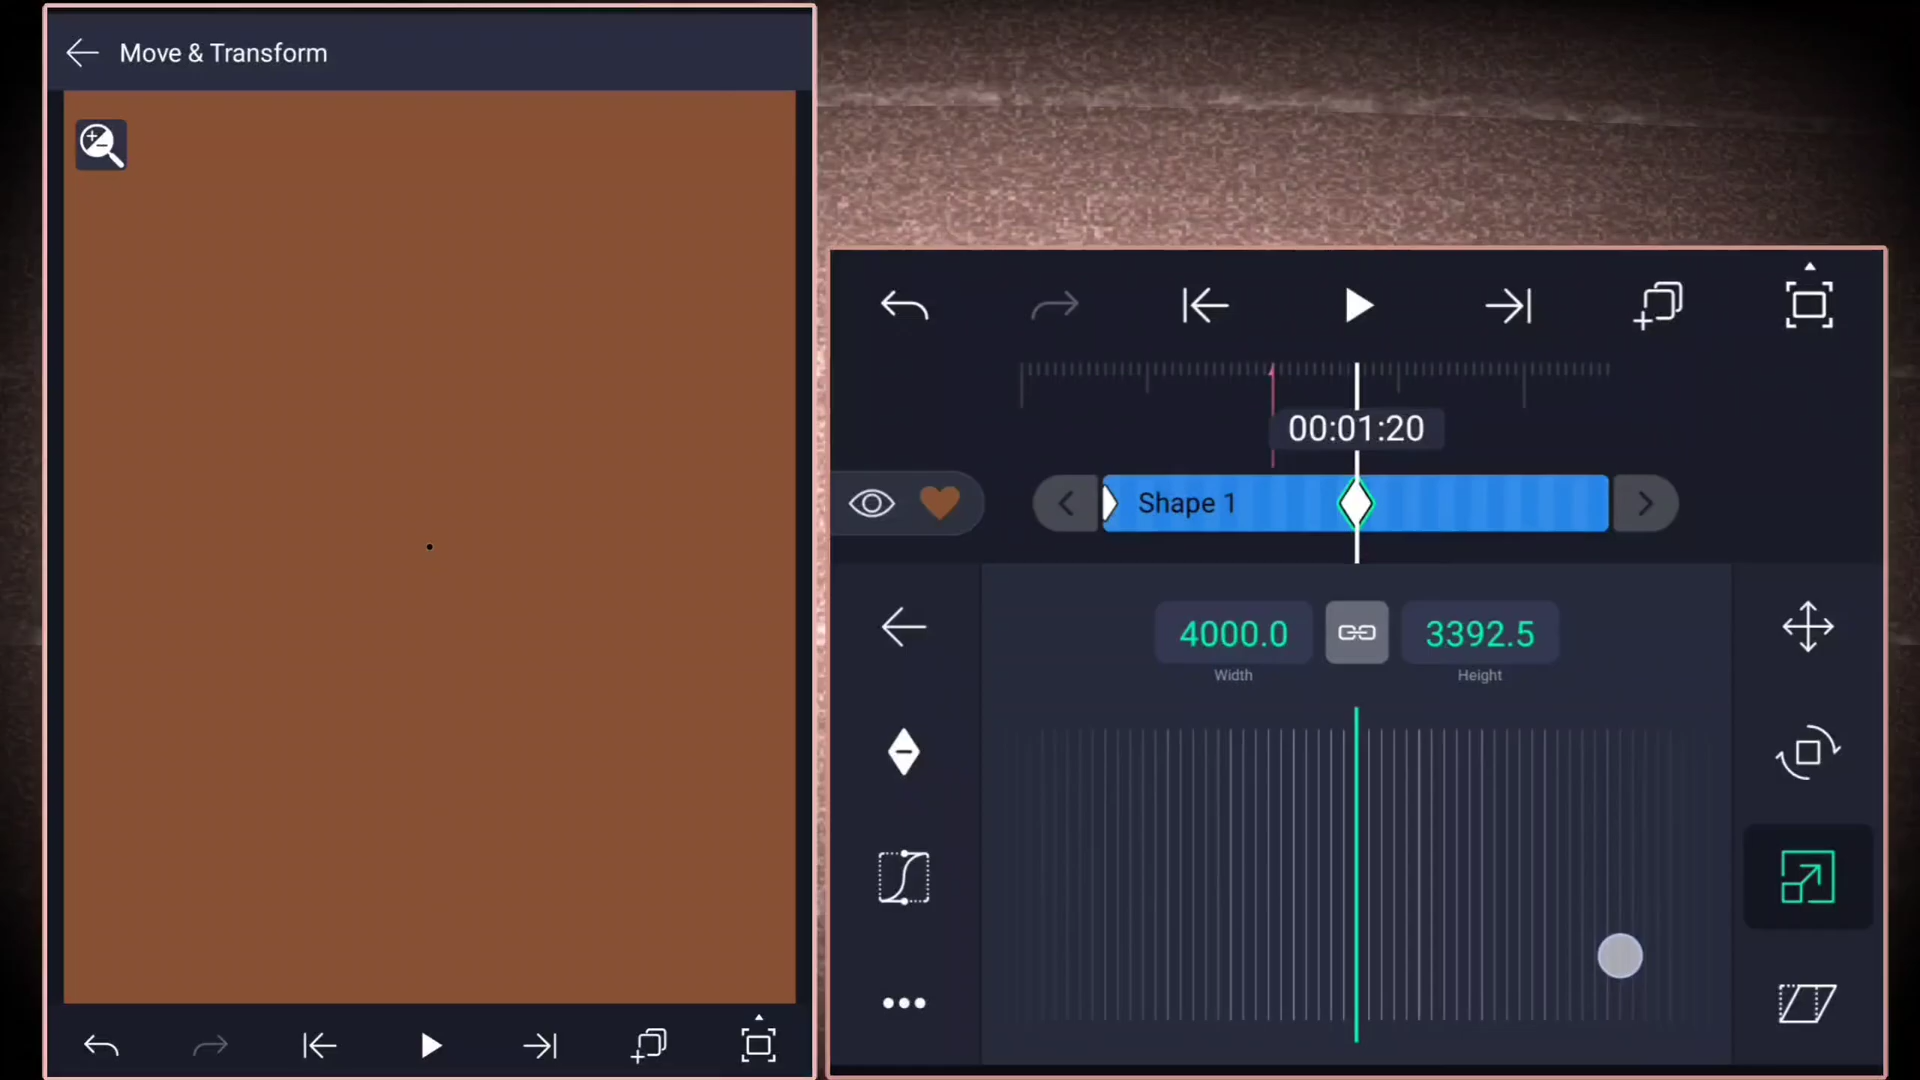 Move & Transform
00:01:20
Shape 1
4000.0 3392.5
Width Height